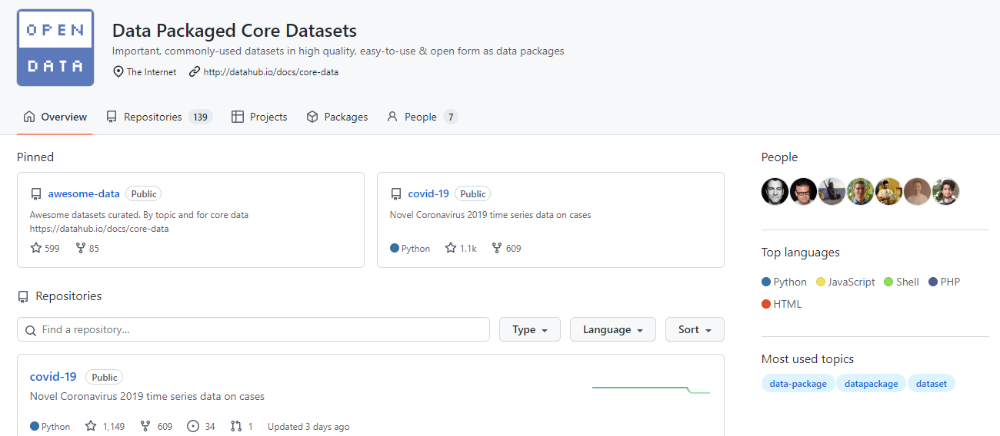 OPEN
DATA
Data Packaged Core Datasets
Important, commonly-used datasets in high quality, easy-to-use & open form as data packages
The Internet http://datahub.io/docs/core-data
Overview Repositories 139 Projects Packages People 7
Pinned
awesome-data Public
Awesome datasets curated. By topic and for core data
https://datahub.io/docs/core-data
599 85
covid-19 Public
Novel Coronavirus 2019 time series data on cases
Python 1.1k 609
Repositories
Find a repository…
Type Language Sort
covid-19 Public
Novel Coronavirus 2019 time series data on cases
Python 1,149 609 34 1 Updated 3 days ago
People
Top languages
Python JavaScript Shell PHP
HTML
Most used topics
data-package datapackage dataset